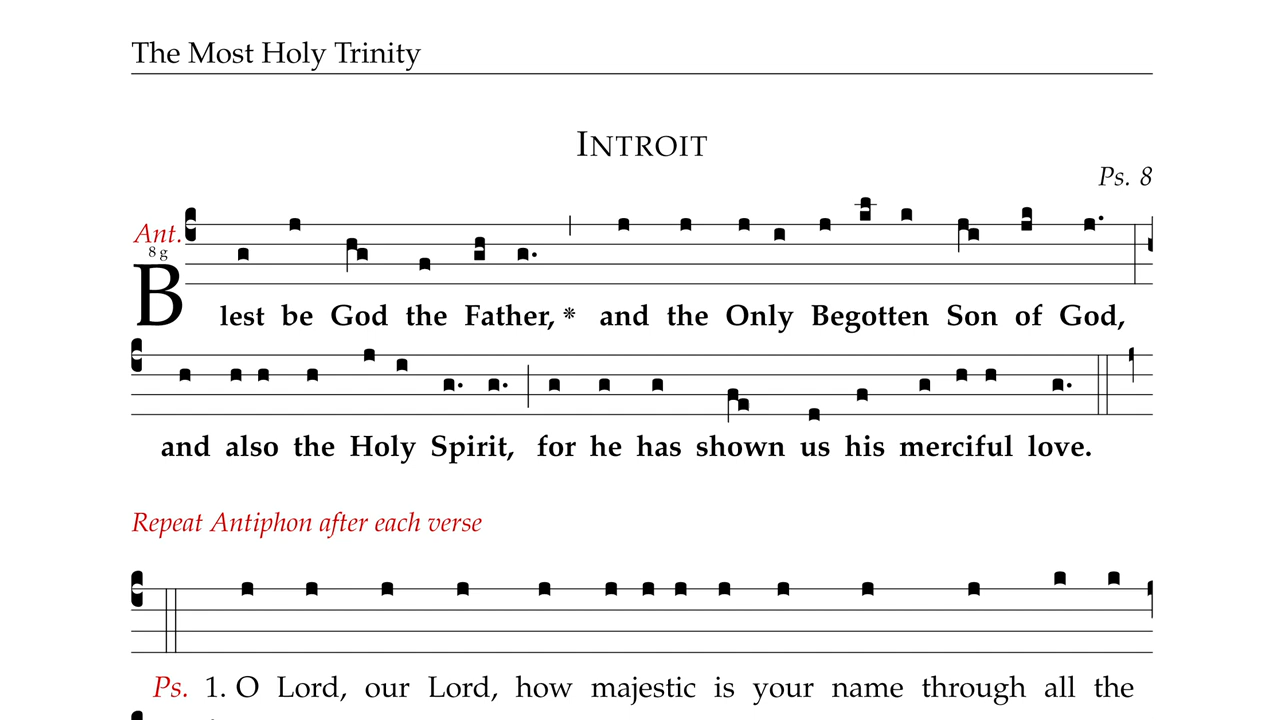 The Most Holy Trinity
INTROIT
Ps. 8
Ant.
8 g
Blest be God the Father, * and the Only Begotten Son of God,
and also the Holy Spirit, for he has shown us his merciful love.
Repeat Antiphon after each verse
Ps. 1. O Lord, our Lord, how majestic is your name through all the